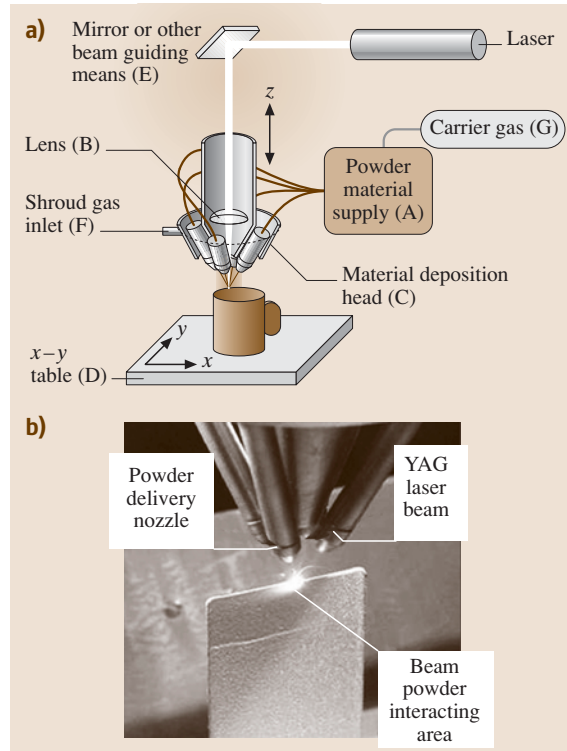 a)
Mirror or other
beam guiding
means (E)
Laser
z
Carrier gas (G)
Lens (B)
Powder
material
supply (A)
Shroud gas
inlet (F)
Material deposition
head (C)
y
x
x–y
table (D)
b)
Powder
delivery
nozzle
YAG
laser
beam
Beam
powder
interacting
area